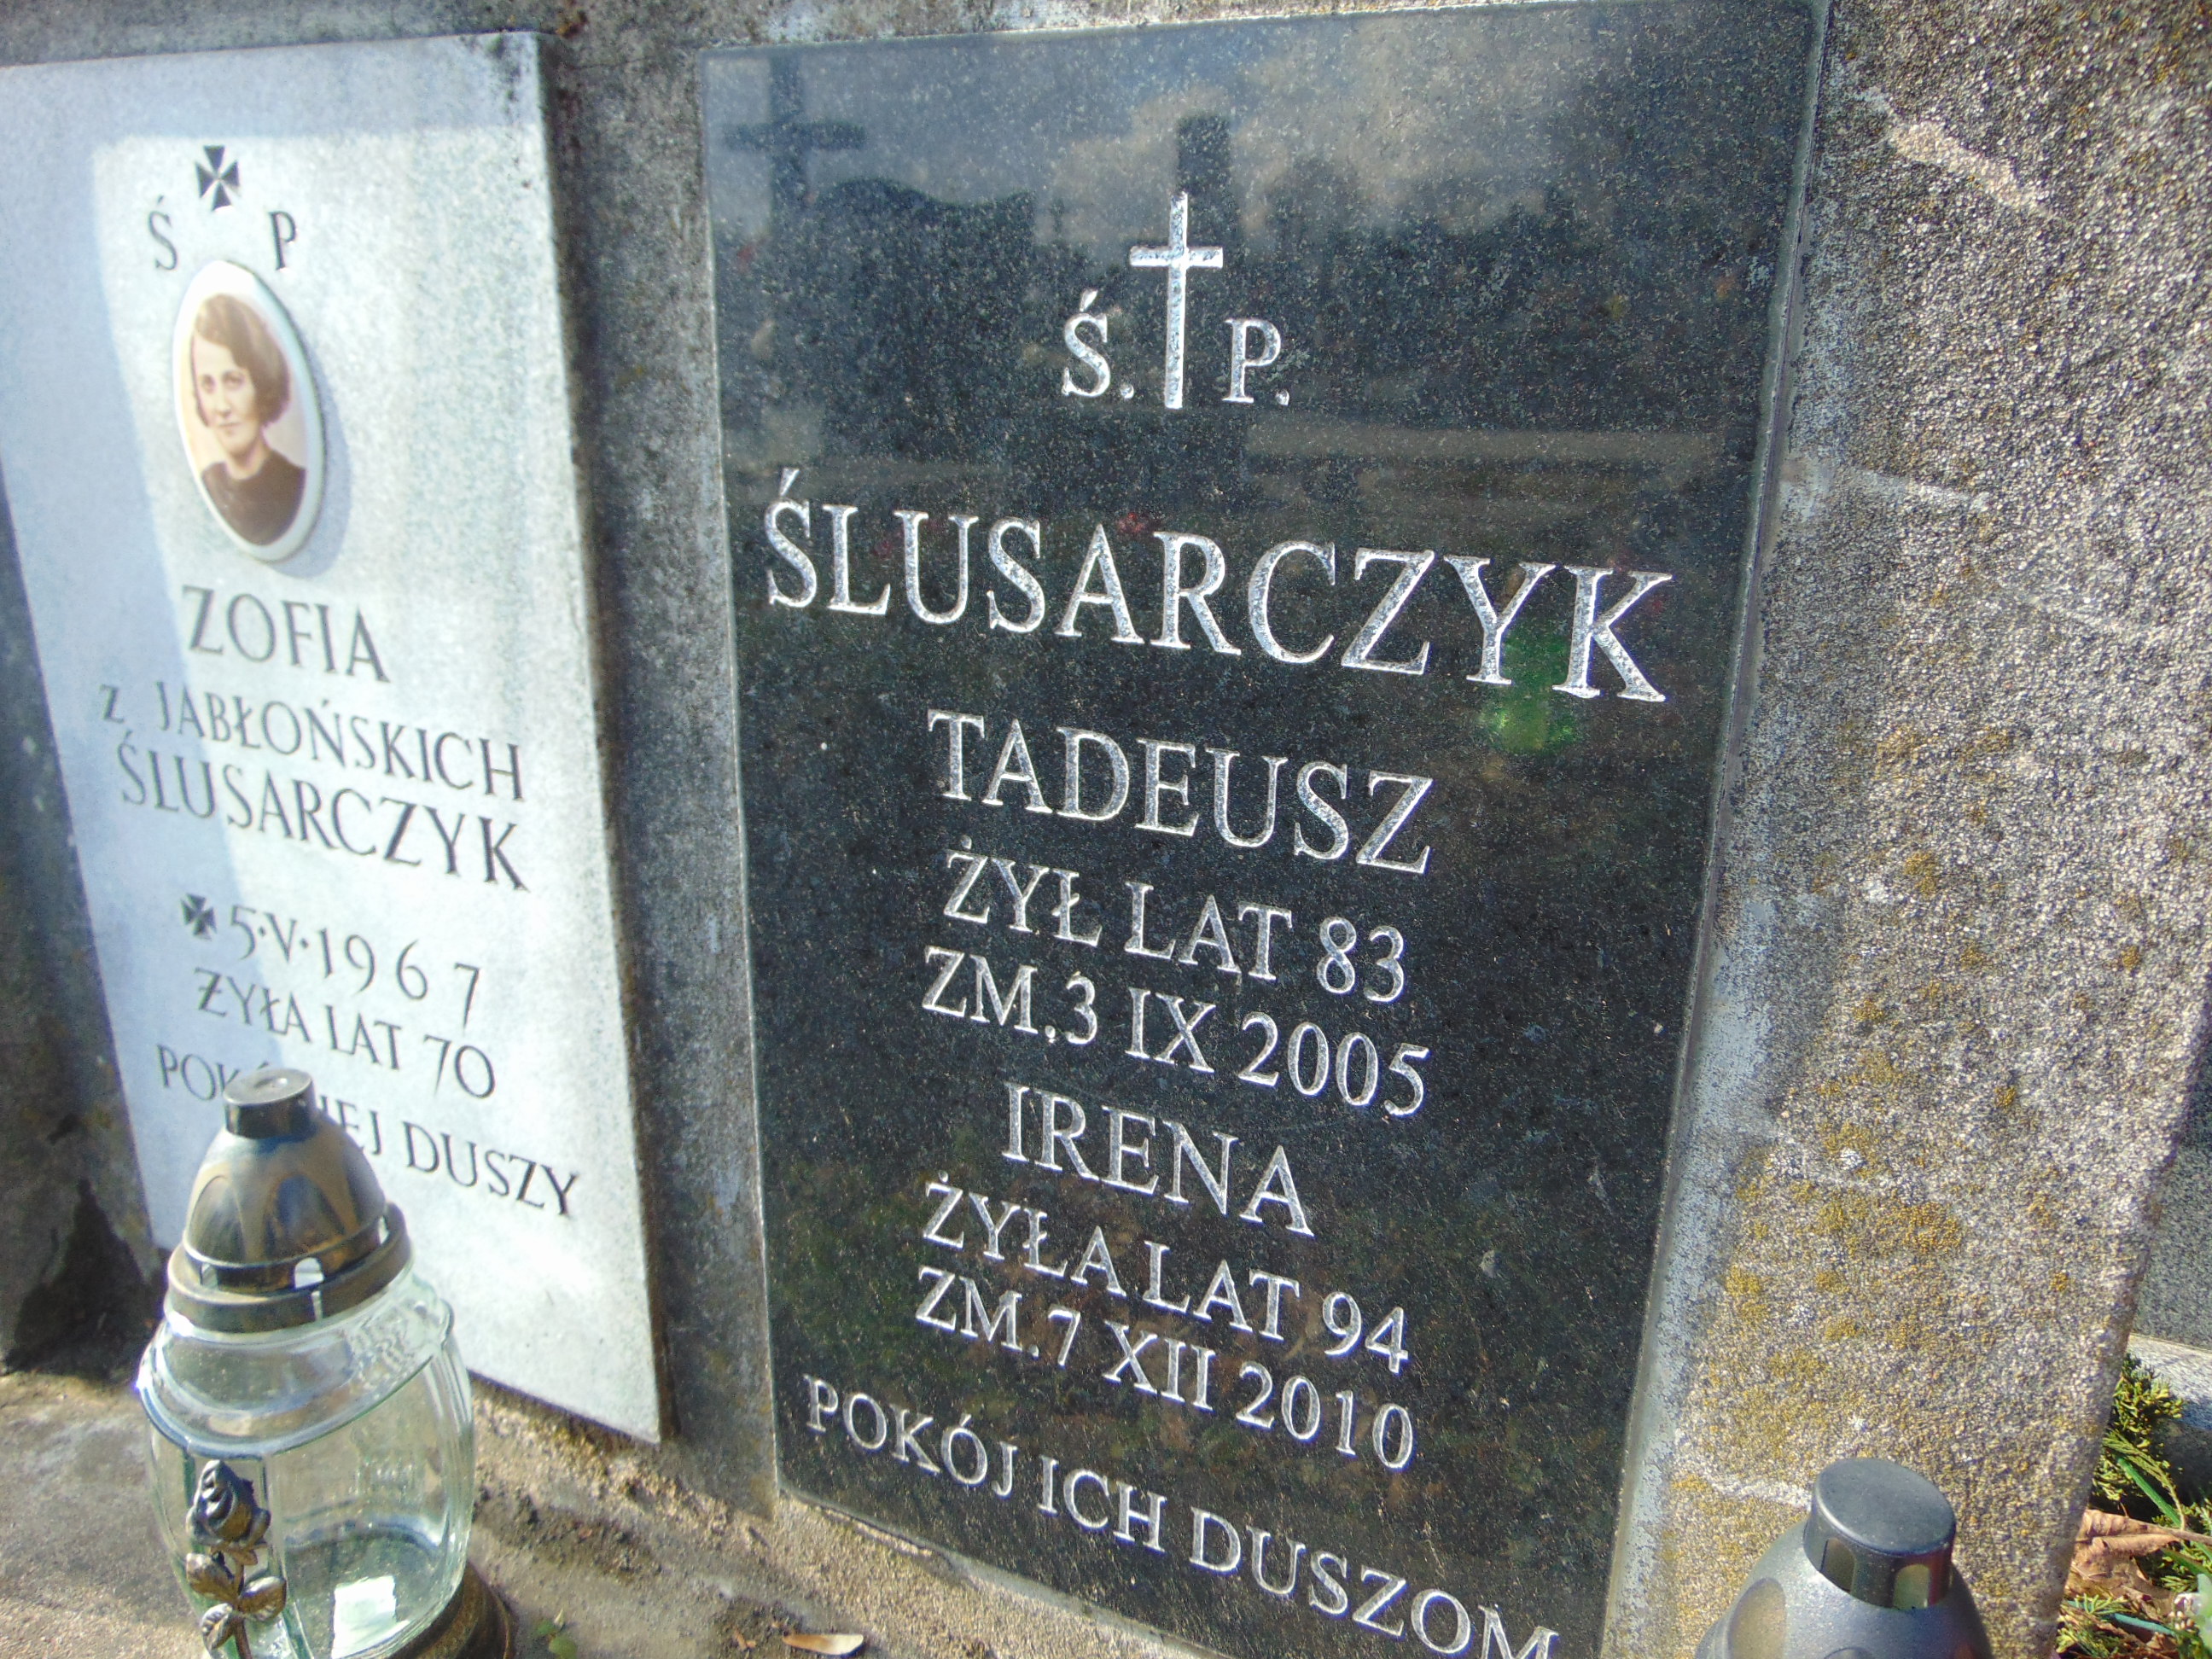 Ś P
ZOFIA
z JABŁOŃSKICH
ŚLUSARCZYK
5·V·1967
ŻYŁA LAT 70
DUSZY
Ś. P.
ŚLUSARCZYK
TADEUSZ
ŻYŁ LAT 83
ZM.3 IX 2005
IRENA
ŻYŁA LAT 94
ZM.7 XII 2010
POKÓJ ICH DUSZOM